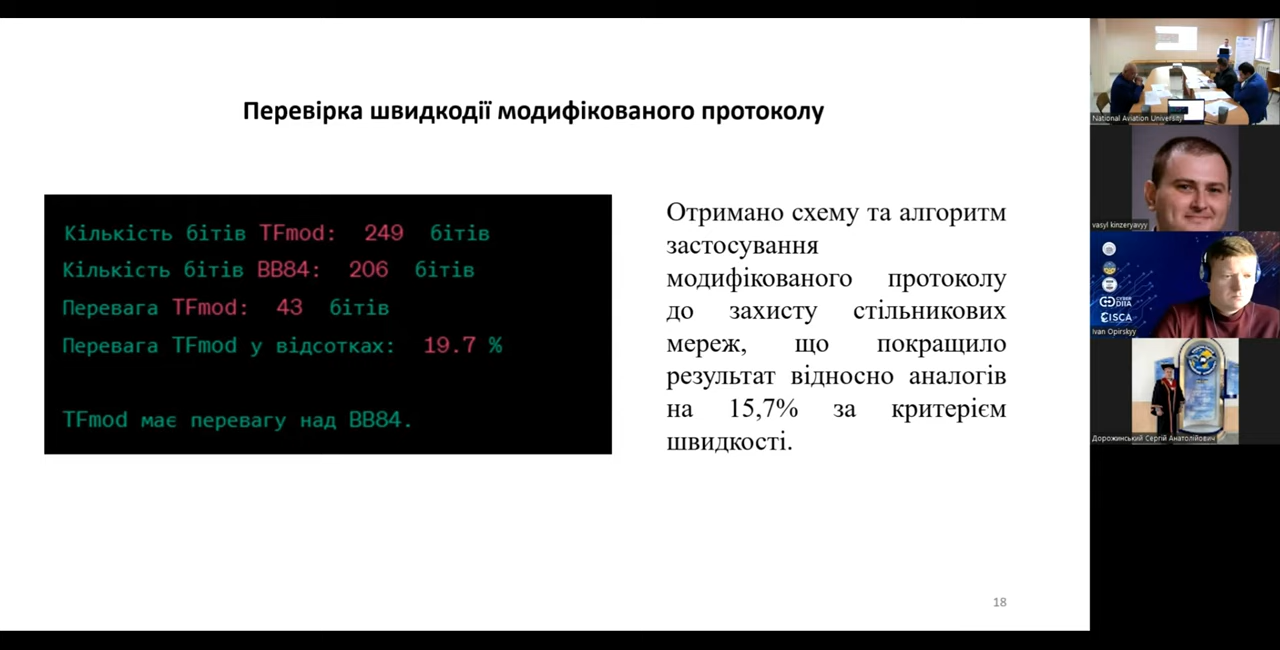 Перевірка швидкодії модифікованого протоколу
Кількість бітів TFmod: 249 бітів
Кількість бітів BB84: 206 бітів
Перевага TFmod: 43 бітів
Перевага TFmod у відсотках: 19.7 %
TFmod має перевагу над BB84.
Отримано схему та алгоритм
застосування
модифікованого протоколу
до захисту стільникових
мереж, що покращило
результат відносно аналогів
на 15,7% за критерієм
швидкості.
18
National Aviation University
vasyl kinzeryavyy
CYBER
DIIA
CISCA
Ivan Opirskyy
Дорожинський Сергій Анатолійович